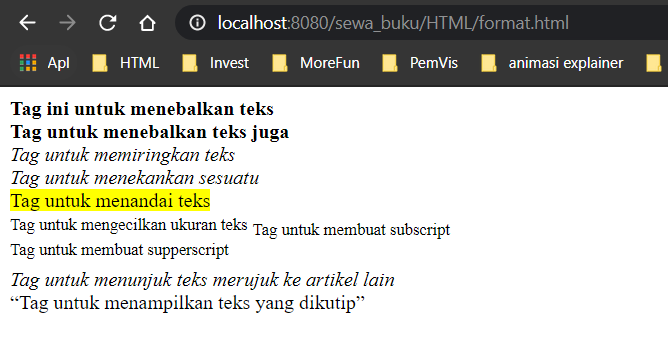 localhost:8080/sewa_buku/HTML/format.html
Apl HTML Invest MoreFun PemVis animasi explainer
Tag ini untuk menebalkan teks
Tag untuk menebalkan teks juga
Tag untuk memiringkan teks
Tag untuk menekankan sesuatu
Tag untuk menandai teks
Tag untuk mengecilkan ukuran teks Tag untuk membuat subscript
Tag untuk membuat supperscript
Tag untuk menunjuk teks merujuk ke artikel lain
“Tag untuk menampilkan teks yang dikutip”